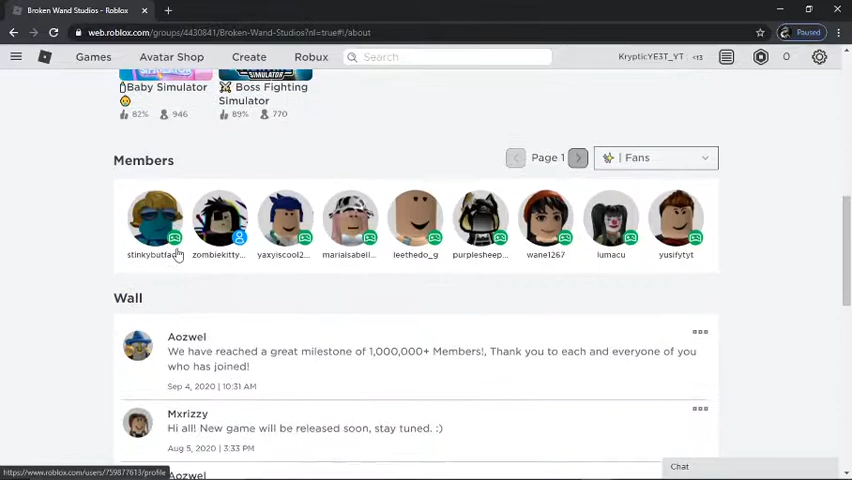 Broken Wand Studios - Roblox
web.roblox.com/groups/4430841/Broken-Wand-Studios?nl=true#!/about
Paused
Games Avatar Shop Create Robux Search KrypticYE3T_YT <13 0
SIMULATOR SIMULATOR
Baby Simulator
Boss Fighting Simulator
82% 946
89% 770
Members
Page 1
| Fans
stinkybutfa... zombiekitty... yaxyiscool2... mariaisabell... leethedo_g purplesheep... wane1267 lumacu yusifytyt
Wall
Aozwel
We have reached a great milestone of 1,000,000+ Members!, Thank you to each and everyone of you
who has joined!
Sep 4, 2020 | 10:31 AM
Mxrizzy
Hi all! New game will be released soon, stay tuned. :)
Aug 5, 2020 | 3:33 PM
Aozwel
Chat
https://www.roblox.com/users/759877613/profile